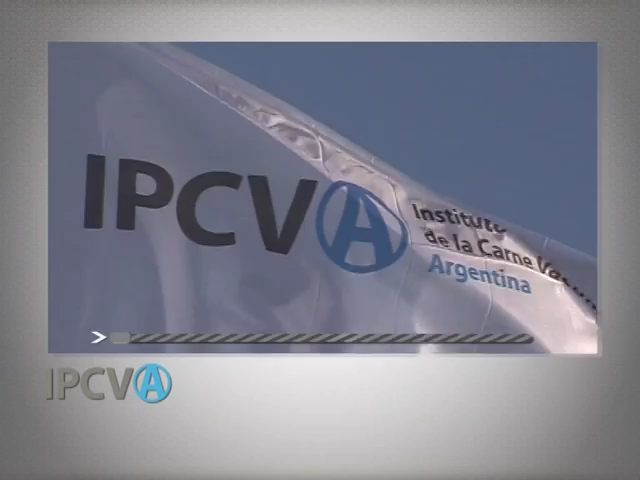 IPCVA
Instituto
de la Carne
Argentina
IPCVA